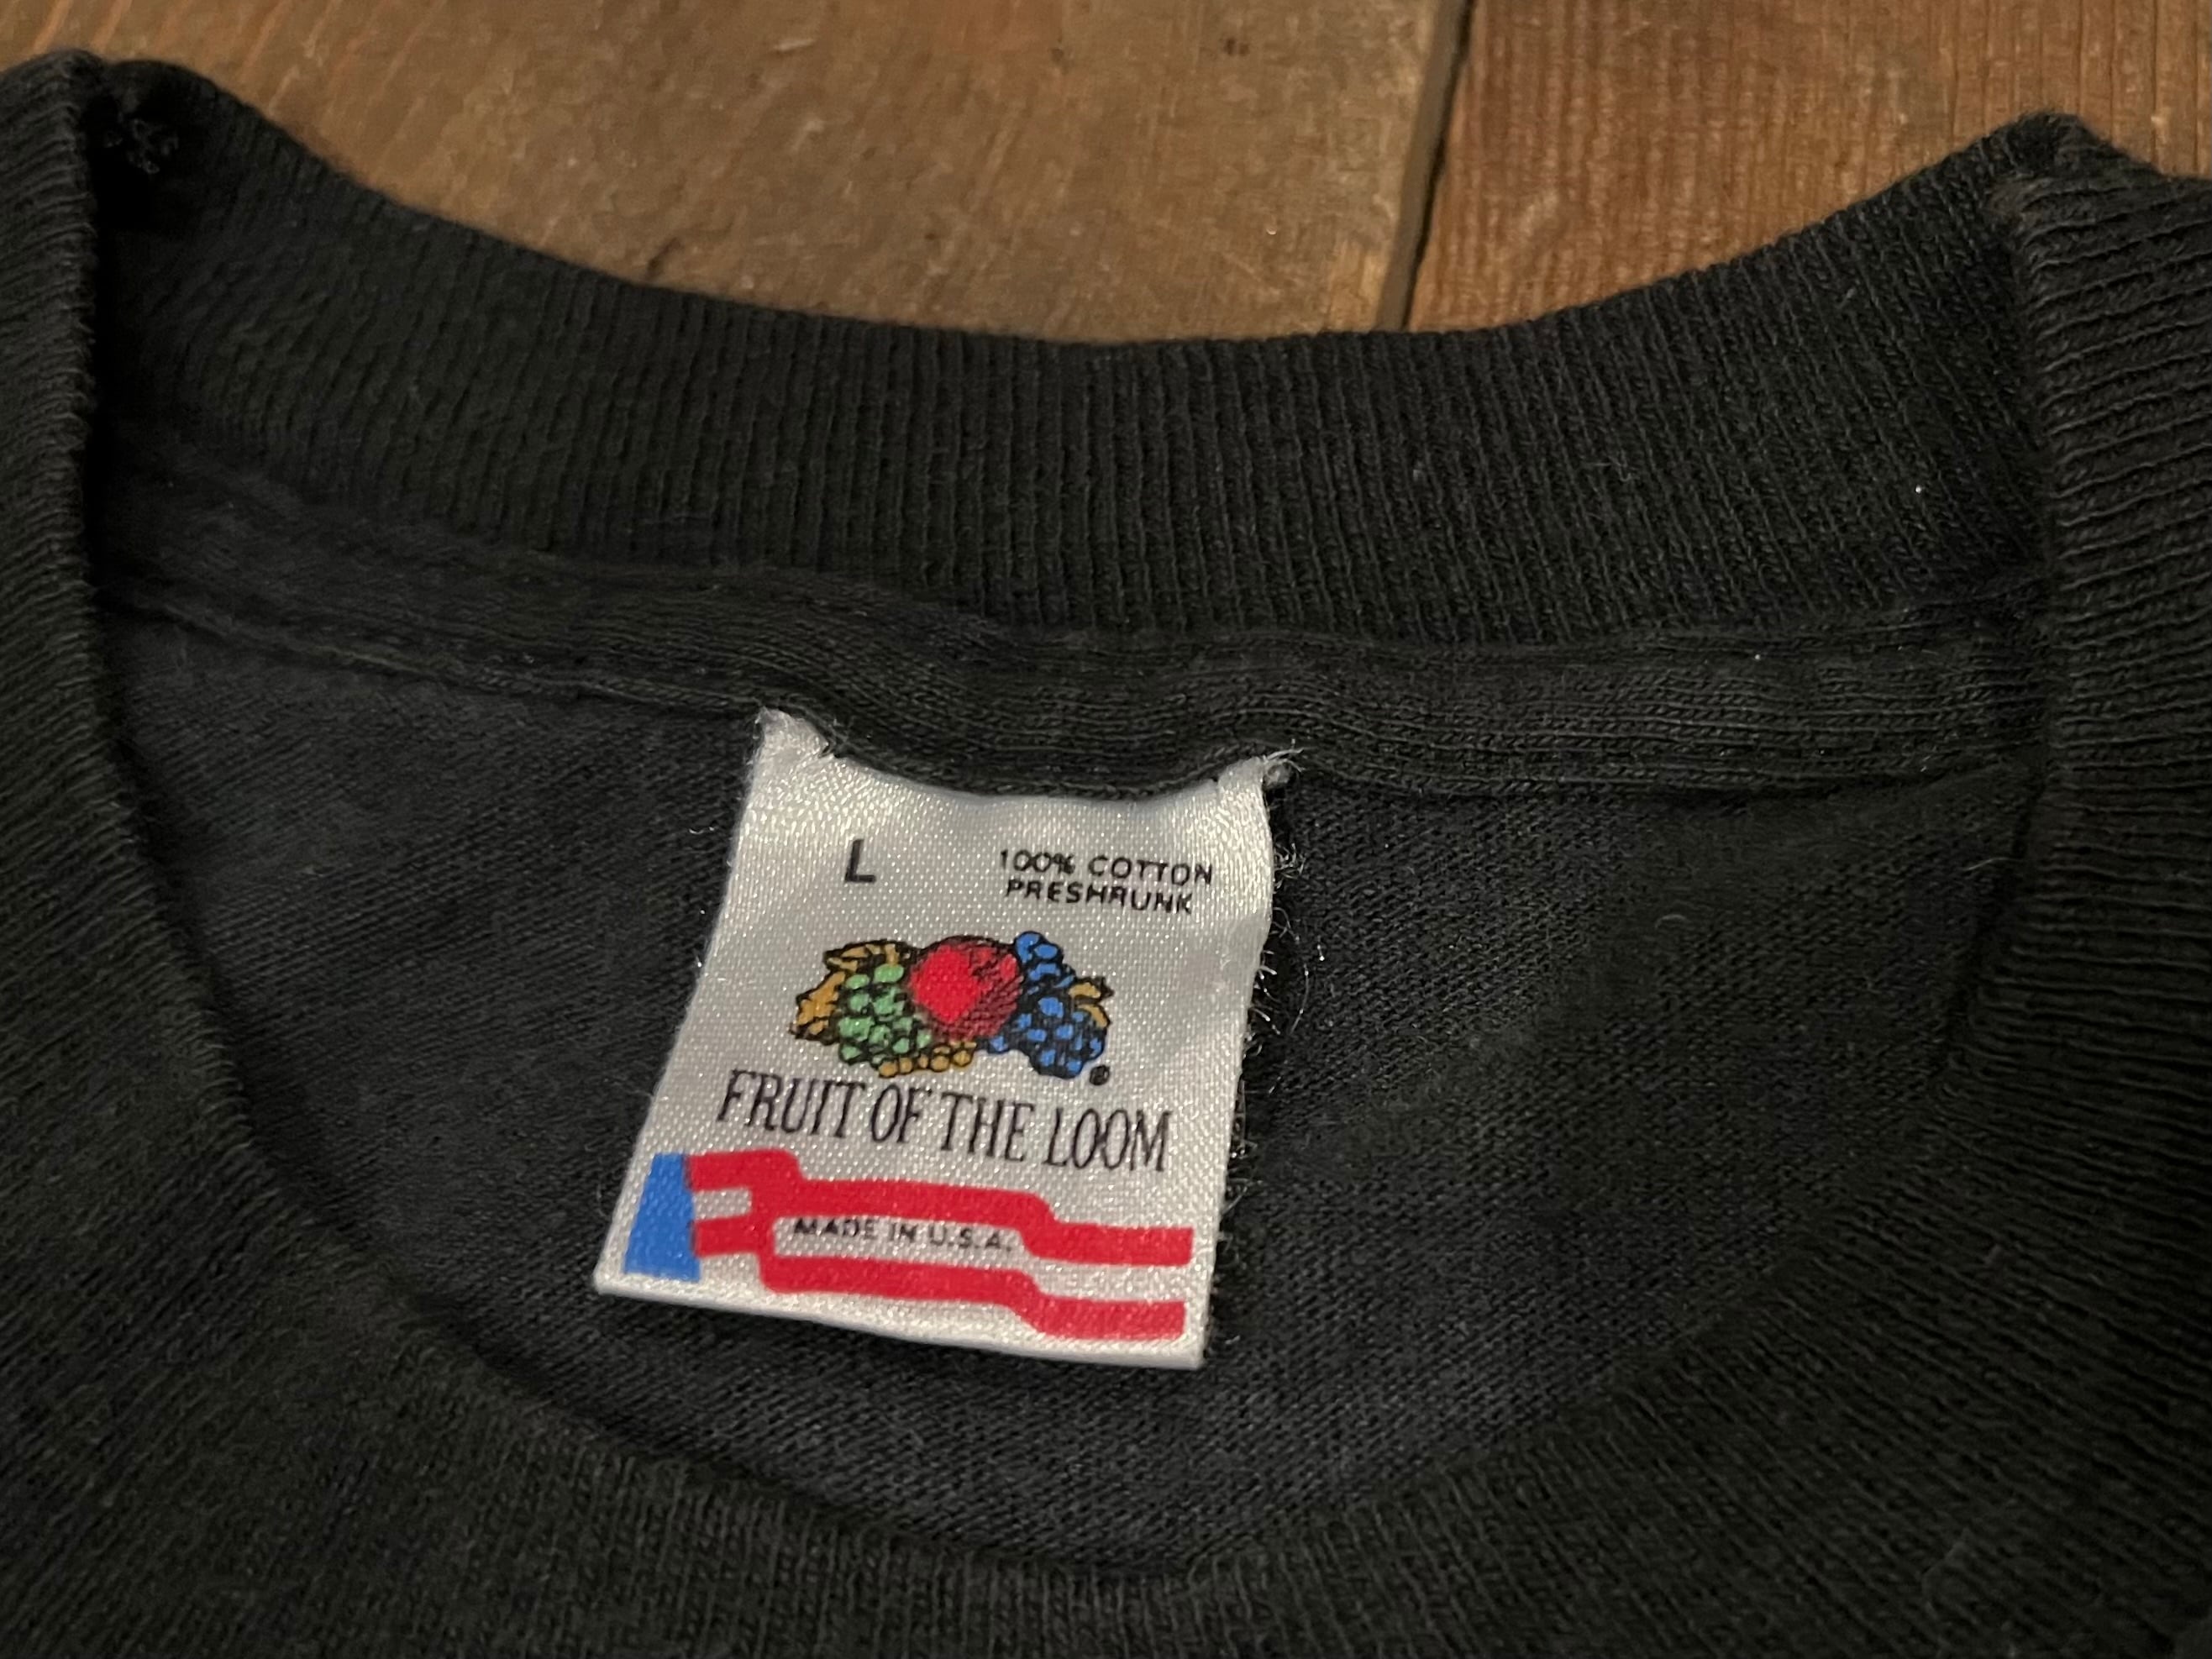 L
100% COTTON
PRESHRUNK
®
FRUIT OF THE LOOM
MADE IN U.S.A.